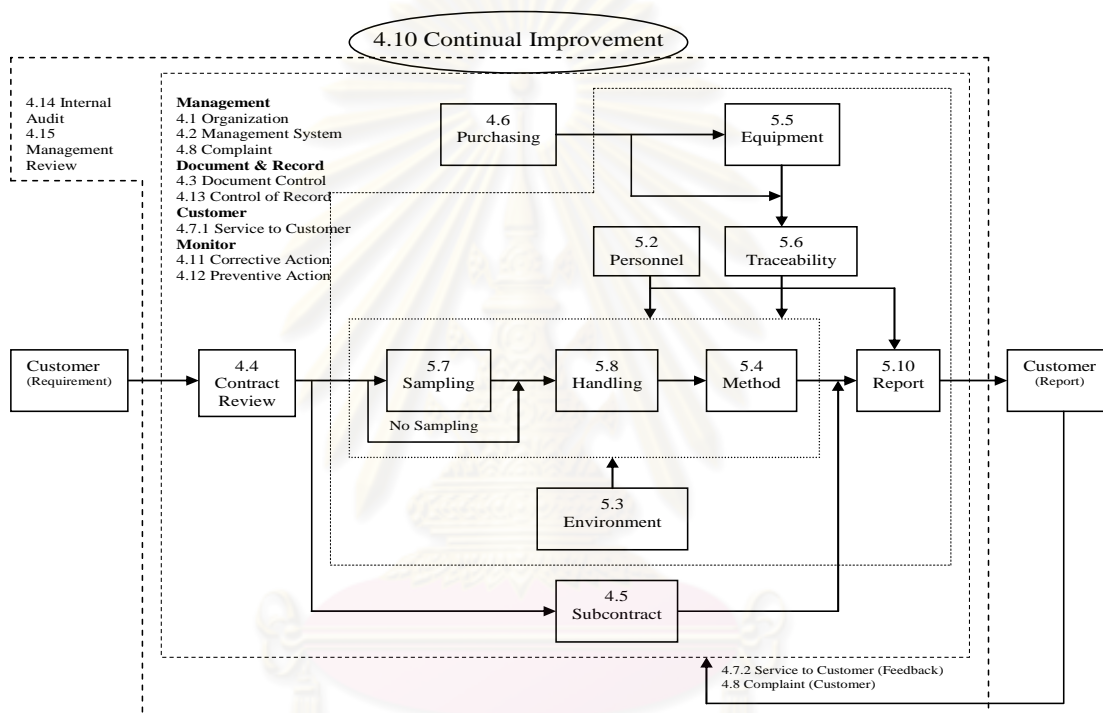 4.10 Continual Improvement
4.14 Internal
Audit
4.15
Management
Review
Management
4.1 Organization
4.2 Management System
4.8 Complaint
Document & Record
4.3 Document Control
4.13 Control of Record
Customer
4.7.1 Service to Customer
Monitor
4.11 Corrective Action
4.12 Preventive Action
4.6
Purchasing
5.5
Equipment
5.2
Personnel
5.6
Traceability
Customer
(Requirement)
4.4
Contract
Review
5.7
Sampling
No Sampling
5.8
Handling
5.4
Method
5.10
Report
Customer
(Report)
5.3
Environment
4.5
Subcontract
4.7.2 Service to Customer (Feedback)
4.8 Complaint (Customer)